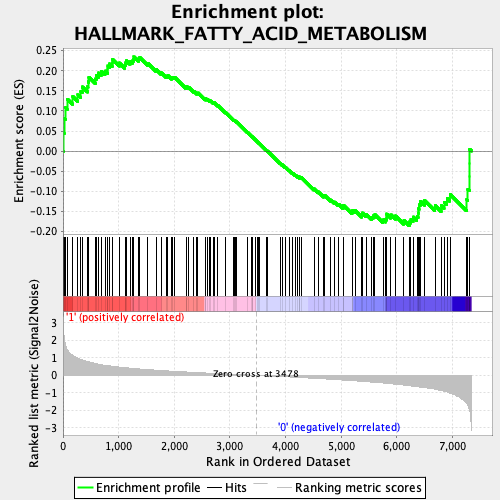 Enrichment plot:
HALLMARK_FATTY_ACID_METABOLISM
Enrichment score (ES)
0.25
0.20
0.15
0.10
0.05
0.00
-0.05
-0.10
-0.15
-0.20
'1' (positively correlated)
Ranked list metric (Signal2Noise)
3
2
1
0
-1
-2
-3
Zero cross at 3478
'0' (negatively correlated)
0
1,000
2,000
3,000
4,000
5,000
6,000
7,000
Rank in Ordered Dataset
Enrichment profile
Hits
Ranking metric scores